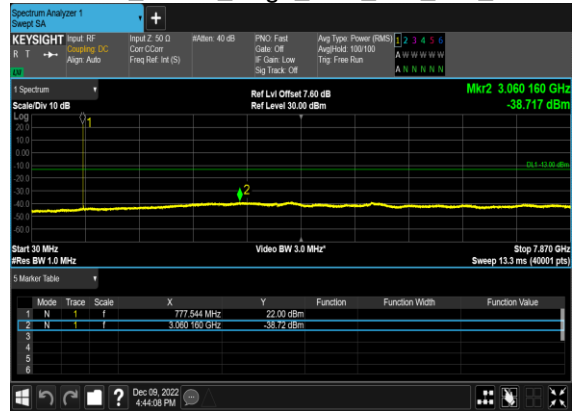 Spectrum Analyzer 1
Swept SA
+
KEYSIGHT Input: RF Input Z: 50 Ω #Atten: 40 dB PNO: Fast Avg Type: Power (RMS) 1 2 3 4 5 6
R T Coupling: DC Corr CCorr Gate: Off Avg|Hold: 100/100 A W W W W W
Align: Auto Freq Ref: Int (S) IF Gain: Low Trig: Free Run
Sig Track: Off A N N N N N
1 Spectrum Ref Lvl Offset 7.60 dB Mkr2 3.060 160 GHz
Scale/Div 10 dB Ref Level 30.00 dBm -38.717 dBm
Log
20.0 1
10.0
0.00
-10.0 DL1 -13.00 dBm
-20.0
-30.0 2
-40.0
-50.0
-60.0
Start 30 MHz Video BW 3.0 MHz* Stop 7.870 GHz
#Res BW 1.0 MHz Sweep 13.3 ms (40001 pts)
5 Marker Table
Mode Trace Scale X Y Function Function Width Function Value
1 N 1 f 777.544 MHz 22.00 dBm
2 N 1 f 3.060 160 GHz -38.72 dBm
3
4
5
6
? Dec 09, 2022
4:44:08 PM